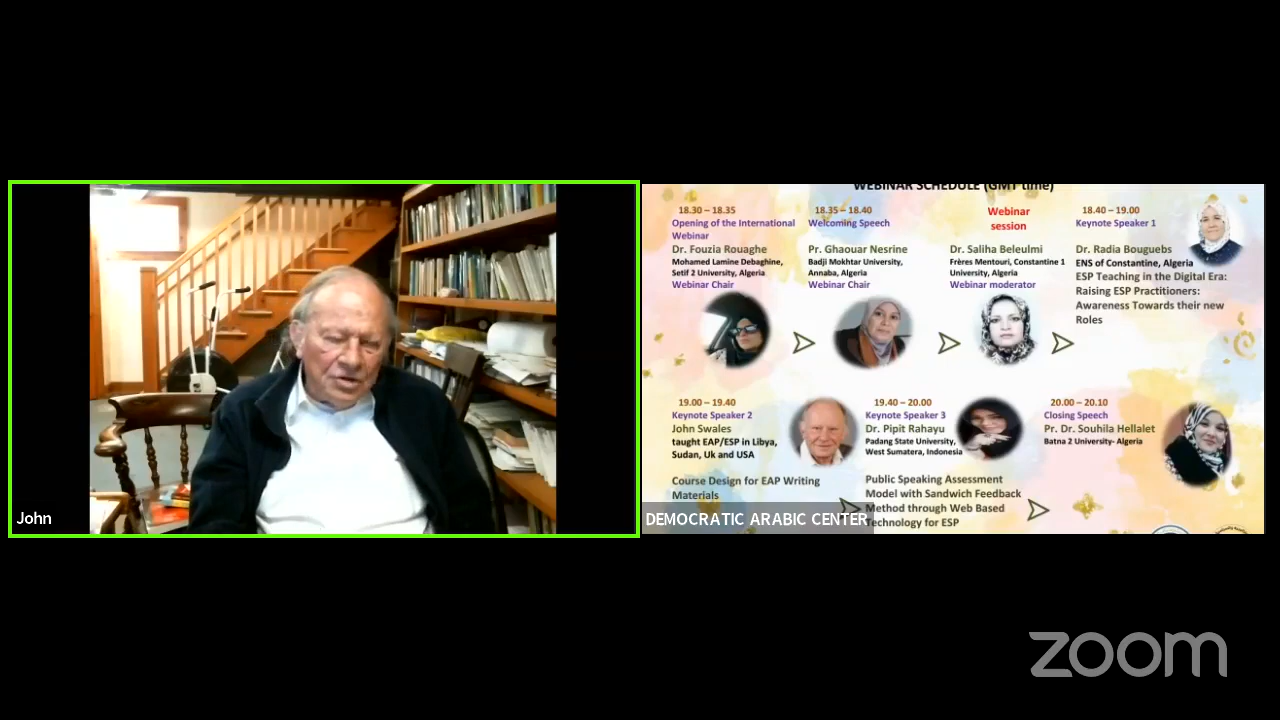 WEBINAR SCHEDULE (GMT time)
18.30 – 18.35
Opening of the International
Webinar
Dr. Fouzia Rouaghe
Mohamed Lamine Debaghine,
Setif 2 University, Algeria
Webinar Chair
18.35 – 18.40
Welcoming Speech
Pr. Ghaouar Nesrine
Badji Mokhtar University,
Annaba, Algeria
Webinar Chair
Webinar
session
Dr. Saliha Beleulmi
Frères Mentouri, Constantine 1
University, Algeria
Webinar moderator
18.40 – 19.00
Keynote Speaker 1
Dr. Radia Bouguebs
ENS of Constantine, Algeria
ESP Teaching in the Digital Era:
Raising ESP Practitioners:
Awareness Towards their new
Roles
19.00 – 19.40
Keynote Speaker 2
John Swales
taught EAP/ESP in Libya,
Sudan, Uk and USA
Course Design for EAP Writing
Materials
19.40 – 20.00
Keynote Speaker 3
Dr. Pipit Rahayu
Padang State University,
West Sumatera, Indonesia
Public Speaking Assessment
Model with Sandwich Feedback
Method through Web Based
Technology for ESP
20.00 – 20.10
Closing Speech
Pr. Dr. Souhila Hellalet
Batna 2 University- Algeria
John
DEMOCRATIC ARABIC CENTER
zoom